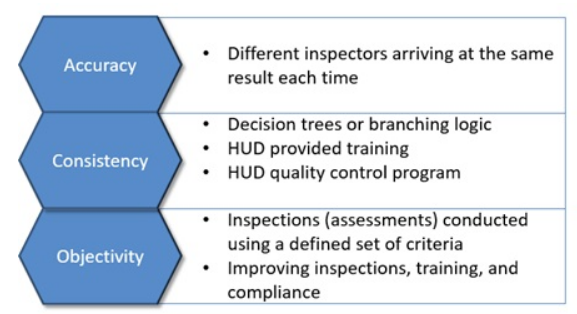 Accuracy
• Different inspectors arriving at the same
result each time
Consistency
• Decision trees or branching logic
• HUD provided training
• HUD quality control program
Objectivity
• Inspections (assessments) conducted
using a defined set of criteria
• Improving inspections, training, and
compliance